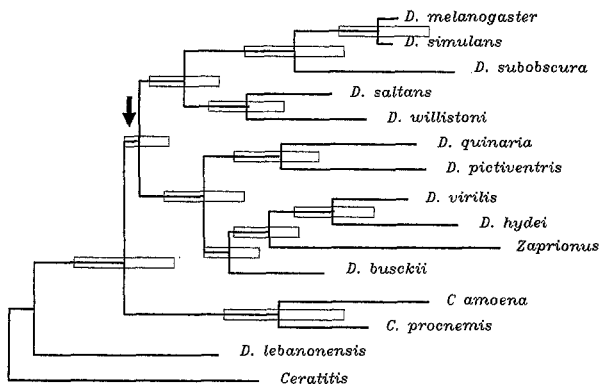 D. melanogaster
D. simulans
D. subobscura
D. saltans
D. willistoni
D. quinaria
D. pictiventris
D. virilis
D. hydei
Zaprionus
D. busckii
C amoena
C. procnemis
D. lebanonensis
Ceratitis